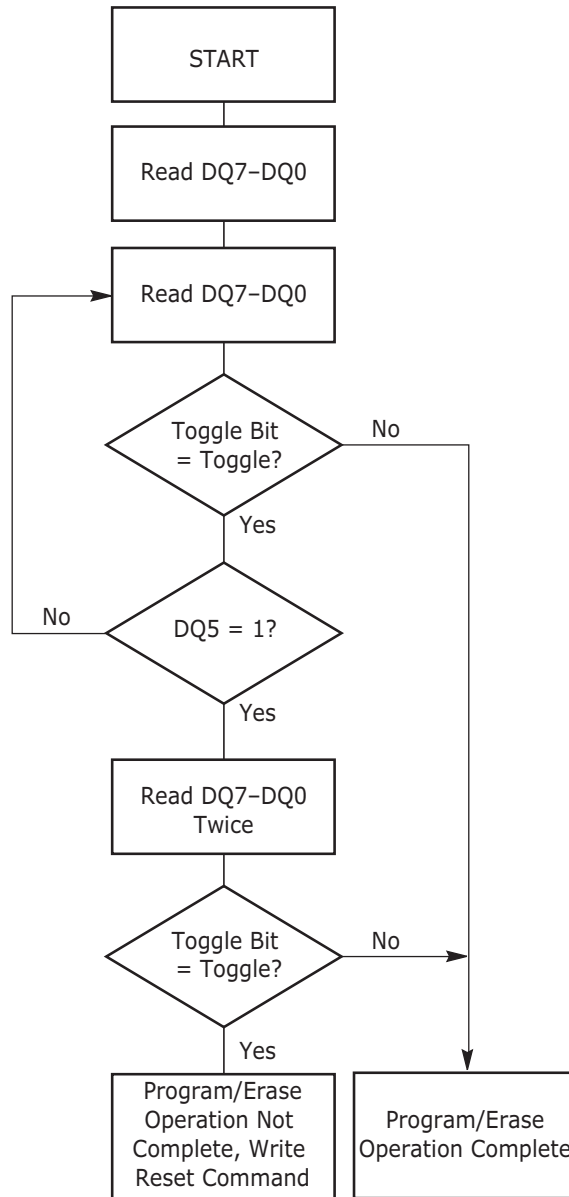 START
Read DQ7–DQ0
Read DQ7–DQ0
Toggle Bit
= Toggle?
No
Yes
No
DQ5 = 1?
Yes
Read DQ7–DQ0
Twice
Toggle Bit
= Toggle?
No
Yes
Program/Erase
Operation Not
Complete, Write
Reset Command
Program/Erase
Operation Complete